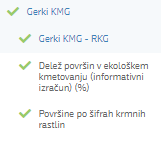 Gerki KMG
Gerki KMG - RKG
Delež površin v ekološkem
kmetovanju (informativni
izračun) (%)
Površine po šifrah krmnih
rastlin